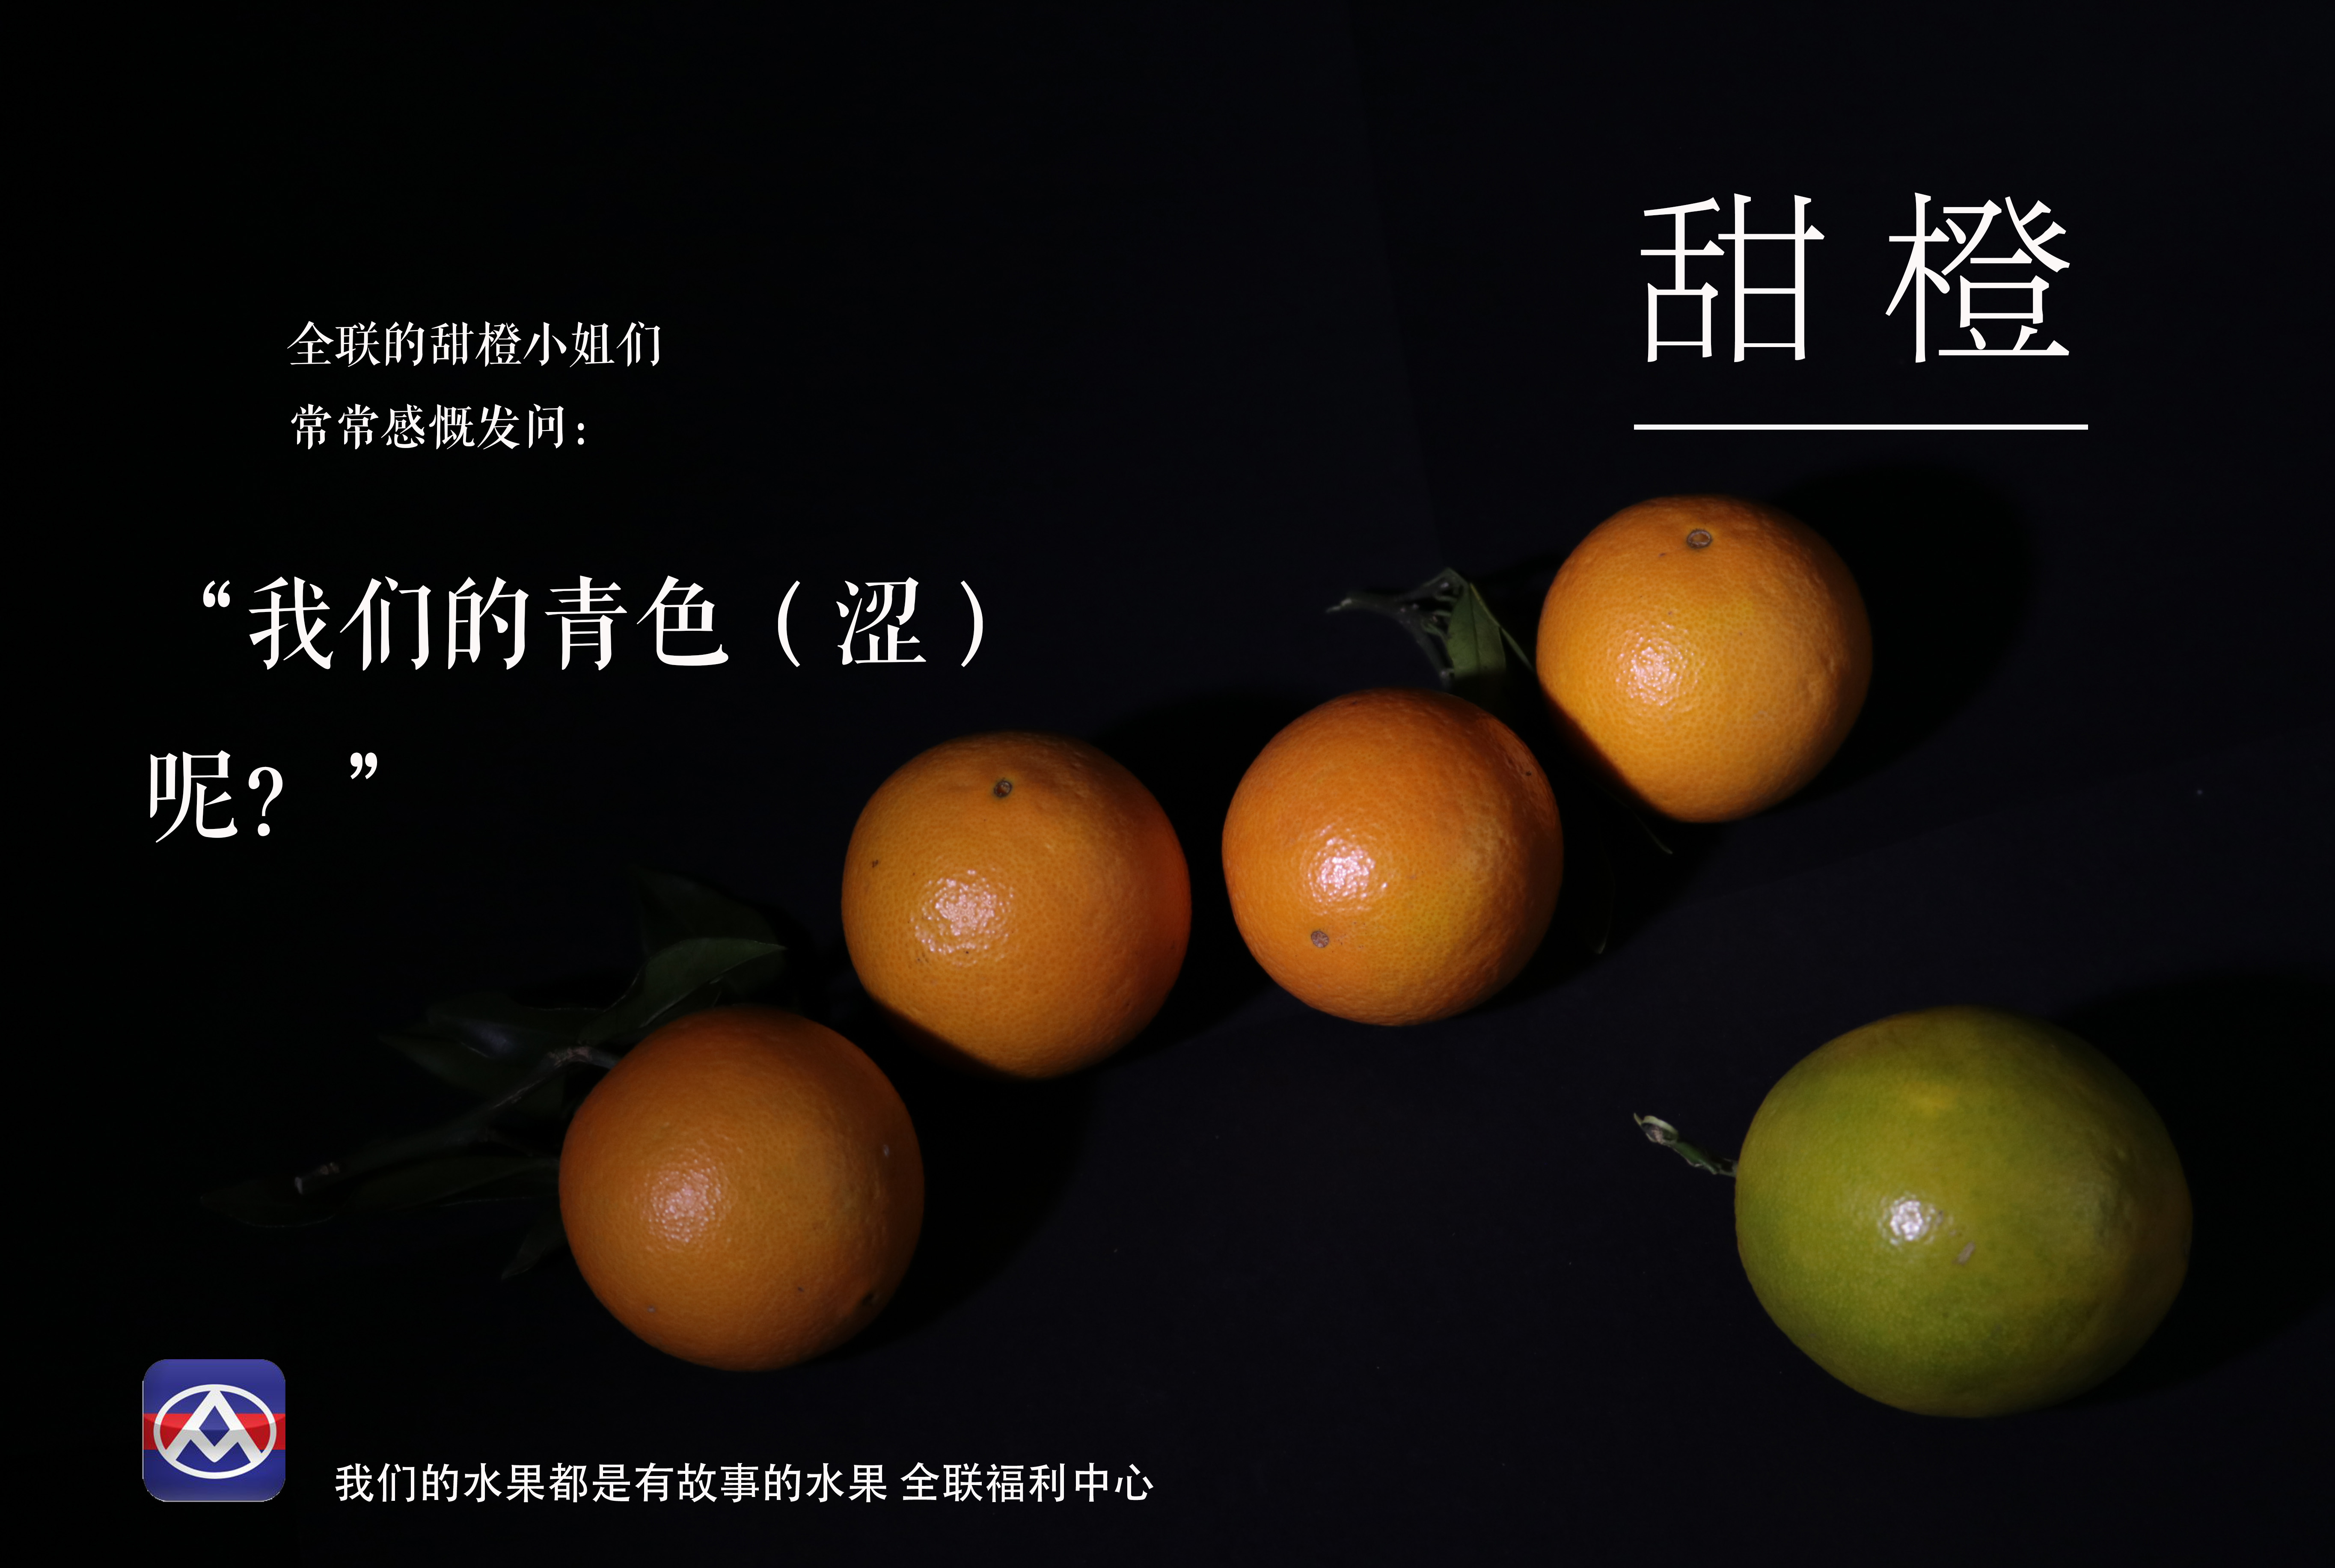 甜橙
全联的甜橙小姐们
常常感慨发问：
“我们的青色（涩）
呢？”
我们的水果都是有故事的水果 全联福利中心